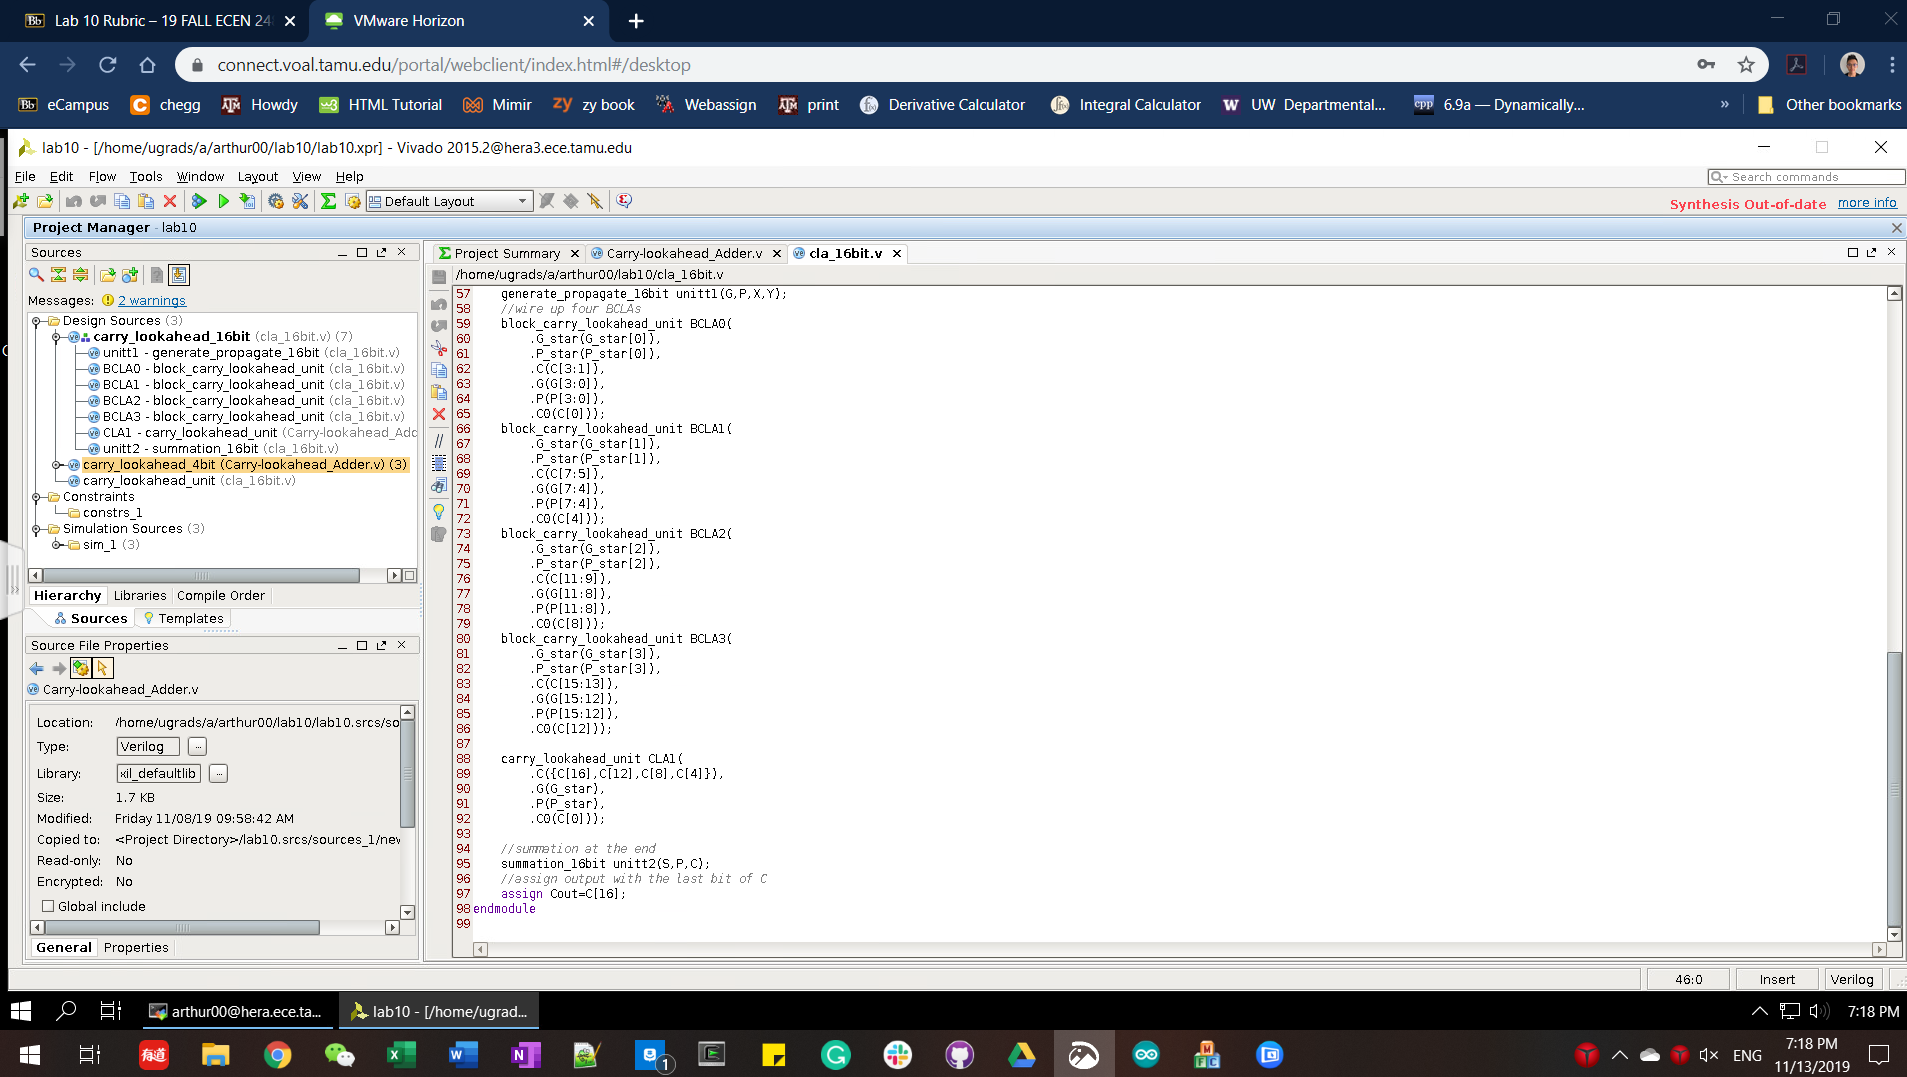 Lab 10 Rubric – 19 FALL ECEN 24
VMware Horizon
connect.voal.tamu.edu/portal/webclient/index.html#/desktop
eCampus
chegg
Howdy
HTML Tutorial
Mimir
zy book
Webassign
print
Derivative Calculator
Integral Calculator
UW Departmental...
6.9a — Dynamically,...
»
Other bookmarks
lab10 - [/home/ugrads/a/arthur00/lab10/lab10.xpr] - Vivado 2015.2@hera3.ece.tamu.edu
File Edit Flow Tools Window Layout View Help
Search commands
Default Layout
Synthesis Out-of-date more info
Project Manager - lab10
Sources
Messages: 2 warnings
Design Sources (3)
carry_lookahead_16bit (cla_16bit.v) (7)
unitt1 - generate_propagate_16bit (cla_16bit.v)
BCLA0 - block_carry_lookahead_unit (cla_16bit.v)
BCLA1 - block_carry_lookahead_unit (cla_16bit.v)
BCLA2 - block_carry_lookahead_unit (cla_16bit.v)
BCLA3 - block_carry_lookahead_unit (cla_16bit.v)
CLA1 - carry_lookahead_unit (Carry-lookahead_Add
unitt2 - summation_16bit (cla_16bit.v)
carry_lookahead_4bit (Carry-lookahead_Adder.v) (3)
carry_lookahead_unit (cla_16bit.v)
Constraints
constrs_1
Simulation Sources (3)
sim_1 (3)
Hierarchy Libraries Compile Order
Sources Templates
Source File Properties
Carry-lookahead_Adder.v
Location: /home/ugrads/a/arthur00/lab10/lab10.srcs/so
Type: Verilog
Library: xil_defaultlib
Size: 1.7 KB
Modified: Friday 11/08/19 09:58:42 AM
Copied to: <Project Directory>/lab10.srcs/sources_1/nev
Read-only: No
Encrypted: No
Global include
General Properties
Project Summary
Carry-lookahead_Adder.v
cla_16bit.v
/home/ugrads/a/arthur00/lab10/cla_16bit.v
57 generate_propagate_16bit unitt1(G,P,X,Y);
58 //wire up four BCLAs
59 block_carry_lookahead_unit BCLA0(
60 .G_star(G_star[0]),
61 .P_star(P_star[0]),
62 .C(C[3:1]),
63 .G(G[3:0]),
64 .P(P[3:0]),
65 .C0(C[0]));
66 block_carry_lookahead_unit BCLA1(
67 .G_star(G_star[1]),
68 .P_star(P_star[1]),
69 .C(C[7:5]),
70 .G(G[7:4]),
71 .P(P[7:4]),
72 .C0(C[4]));
73 block_carry_lookahead_unit BCLA2(
74 .G_star(G_star[2]),
75 .P_star(P_star[2]),
76 .C(C[11:9]),
77 .G(G[11:8]),
78 .P(P[11:8]),
79 .C0(C[8]));
80 block_carry_lookahead_unit BCLA3(
81 .G_star(G_star[3]),
82 .P_star(P_star[3]),
83 .C(C[15:13]),
84 .G(G[15:12]),
85 .P(P[15:12]),
86 .C0(C[12]));
87
88 carry_lookahead_unit CLA1(
89 .C({C[16],C[12],C[8],C[4]}),
90 .G(G_star),
91 .P(P_star),
92 .C0(C[0]));
93
94 //summation at the end
95 summation_16bit unitt2(S,P,C);
96 //assign output with the last bit of C
97 assign Cout=C[16];
98 endmodule
99
46:0 Insert Verilog
arthur00@hera.ece.ta...
lab10 - [/home/ugrad...
7:18 PM
ENG
7:18 PM
11/13/2019